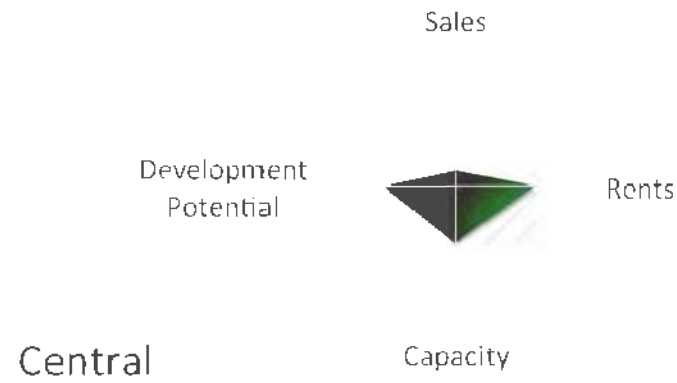 Sales
Development
Potential
Rents
Central
Capacity